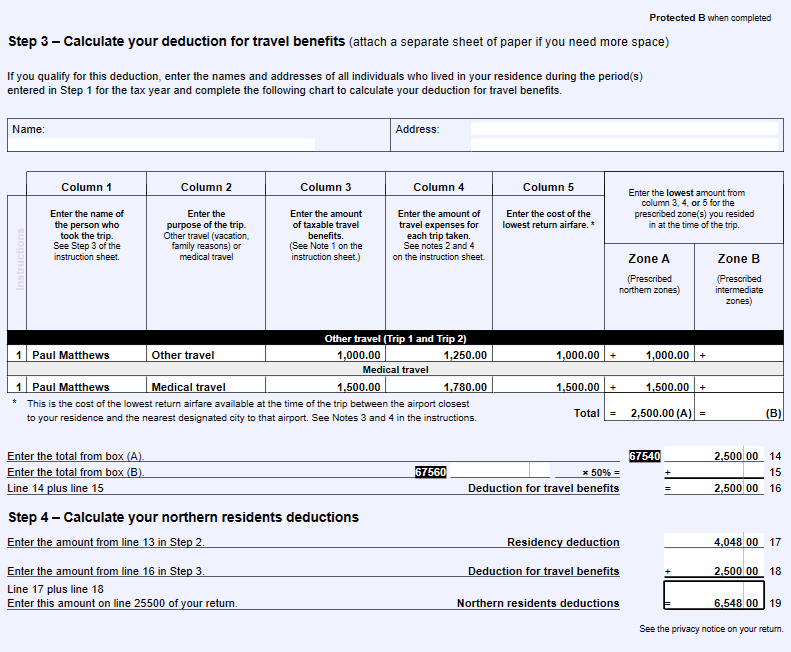 Protected B when completed
Step 3 – Calculate your deduction for travel benefits (attach a separate sheet of paper if you need more space)
If you qualify for this deduction, enter the names and addresses of all individuals who lived in your residence during the period(s)
entered in Step 1 for the tax year and complete the following chart to calculate your deduction for travel benefits.
Name:
Address:
Instructions
Column 1
Enter the name of
the person who
took the trip.
See Step 3 of the
instruction sheet.
Column 2
Enter the
purpose of the trip.
Other travel (vacation,
family reasons) or
medical travel
Column 3
Enter the amount
of taxable travel
benefits.
(See Note 1 on the
instruction sheet.)
Column 4
Enter the amount of
travel expenses for
each trip taken.
See notes 2 and 4
on the instruction sheet.
Column 5
Enter the cost of the
lowest return airfare. *
Enter the lowest amount from
column 3, 4, or 5 for the
prescribed zone(s) you resided
in at the time of the trip.
Zone A
(Prescribed
northern zones)
Zone B
(Prescribed
intermediate
zones)
Other travel (Trip 1 and Trip 2)
1 Paul Matthews Other travel 1,000.00 1,250.00 1,000.00 + 1,000.00 +
Medical travel
1 Paul Matthews Medical travel 1,500.00 1,780.00 1,500.00 + 1,500.00 +
* This is the cost of the lowest return airfare available at the time of the trip between the airport closest
to your residence and the nearest designated city to that airport. See Notes 3 and 4 in the instructions.
Total = 2,500.00 (A) = (B)
Enter the total from box (A). 67540 2,500 00 14
Enter the total from box (B). 67560 × 50% = + 15
Line 14 plus line 15 Deduction for travel benefits = 2,500 00 16
Step 4 – Calculate your northern residents deductions
Enter the amount from line 13 in Step 2. Residency deduction 4,048 00 17
Enter the amount from line 16 in Step 3. Deduction for travel benefits + 2,500 00 18
Line 17 plus line 18
Enter this amount on line 25500 of your return. Northern residents deductions = 6,548 00 19
See the privacy notice on your return.